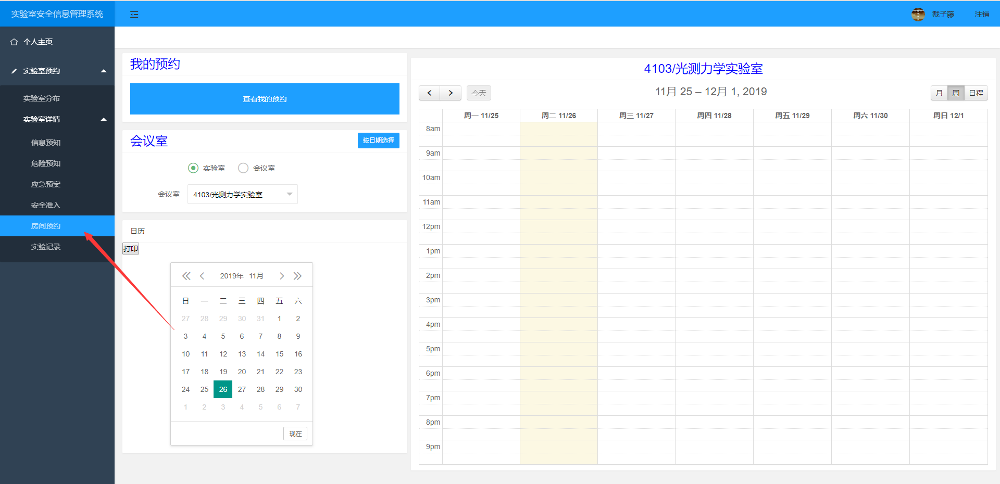 实验室安全信息管理系统
戴子藤
注销
个人主页
实验室预约
实验室分布
实验室详情
信息预知
危险预知
应急预案
安全准入
房间预约
实验记录
我的预约
查看我的预约
会议室
按日期选择
实验室
会议室
会议室
4103/光测力学实验室
日历
打印
2019年 11月
日 一 二 三 四 五 六
27 28 29 30 31 1 2
3 4 5 6 7 8 9
10 11 12 13 14 15 16
17 18 19 20 21 22 23
24 25 26 27 28 29 30
1 2 3 4 5 6 7
现在
4103/光测力学实验室
今天
11月 25 – 12月 1, 2019
月 周 日程
周一 11/25 周二 11/26 周三 11/27 周四 11/28 周五 11/29 周六 11/30 周日 12/1
8am
9am
10am
11am
12pm
1pm
2pm
3pm
4pm
5pm
6pm
7pm
8pm
9pm